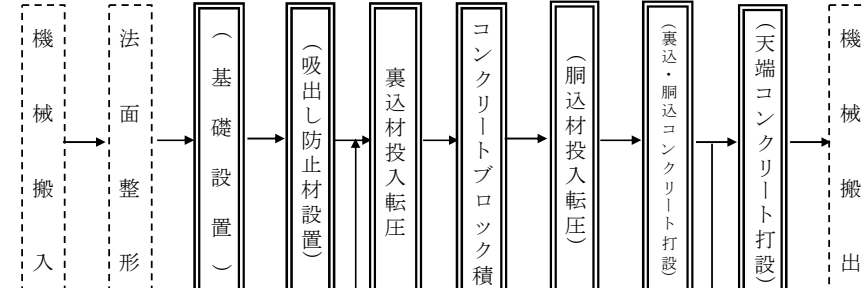 機械搬入
法面整形
（基礎設置）
（吸出し防止材設置）
裏込材投入転圧
コンクリートブロック積
（胴込材投入転圧）
（裏込・胴込コンクリート打設）
（天端コンクリート打設）
機械搬出